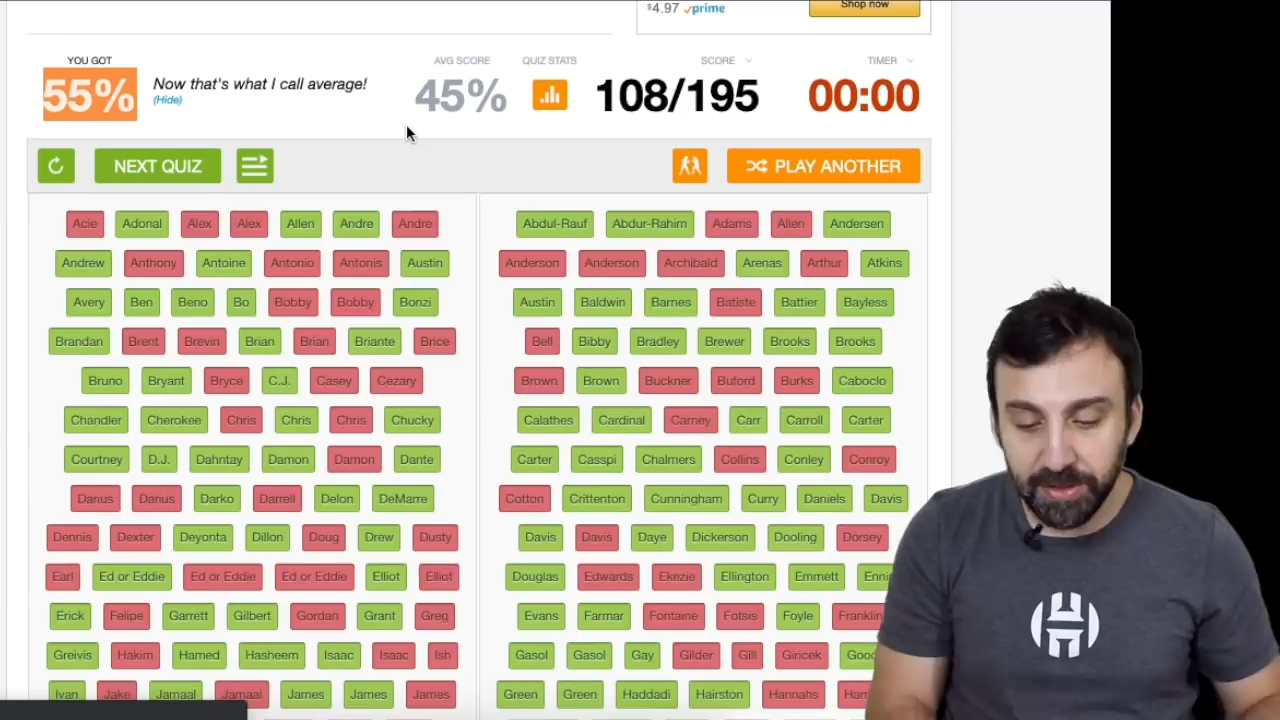 $4.97 prime
Shop now
YOU GOT
55%
Now that's what I call average!
(Hide)
AVG SCORE
45%
QUIZ STATS
SCORE
108/195
TIMER
00:00
NEXT QUIZ
PLAY ANOTHER
Acie Adonal Alex Alex Allen Andre Andre
Andrew Anthony Antoine Antonio Antonis Austin
Avery Ben Beno Bo Bobby Bobby Bonzi
Brandan Brent Brevin Brian Brian Briante Brice
Bruno Bryant Bryce C.J. Casey Cezary
Chandler Cherokee Chris Chris Chris Chucky
Courtney D.J. Dahntay Damon Damon Dante
Darius Darius Darko Darrell Delon DeMarre
Dennis Dexter Deyonta Dillon Doug Drew Dusty
Earl Ed or Eddie Ed or Eddie Ed or Eddie Elliot Elliot
Erick Felipe Garrett Gilbert Gordan Grant Greg
Greivis Hakim Hamed Hasheem Isaac Isaac Ish
Ivan Jake Jamaal Jamaal James James James
Abdul-Rauf Abdur-Rahim Adams Allen Andersen
Anderson Anderson Archibald Arenas Arthur Atkins
Austin Baldwin Barnes Batiste Battier Bayless
Bell Bibby Bradley Brewer Brooks Brooks
Brown Brown Buckner Buford Burks Caboclo
Calathes Cardinal Carney Carr Carroll Carter
Carter Casspi Chalmers Collins Conley Conroy
Cotton Crittenton Cunningham Curry Daniels Davis
Davis Davis Daye Dickerson Dooling Dorsey
Douglas Edwards Ekezie Ellington Emmett
Evans Farmar Fontaine Fotsis Foyle Franklin
Gasol Gasol Gay Gilder Gill Giricek
Green Green Haddadi Hairston Hannahs